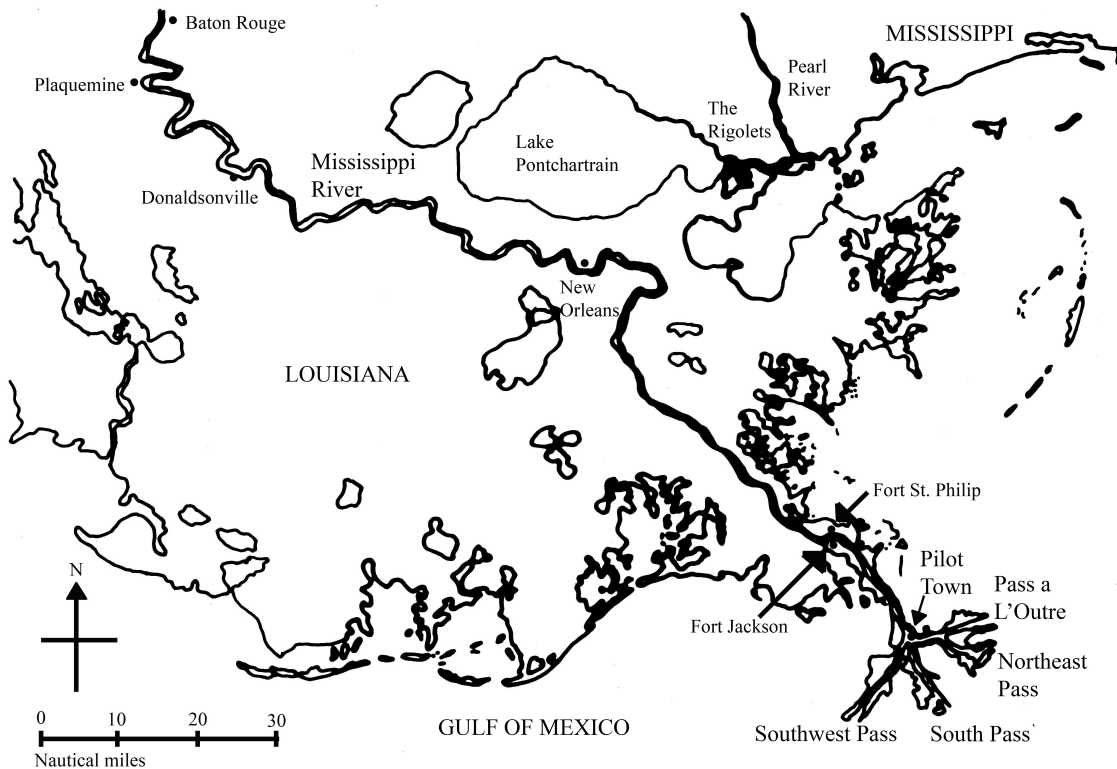 Baton Rouge
MISSISSIPPI
Plaquemine
Pearl
River
The
Rigolets
Lake
Pontchartrain
Mississippi
River
Donaldsonville
New
Orleans
LOUISIANA
Fort St. Philip
Pilot
Town
Pass a
L'Outre
Fort Jackson
Northeast
Pass
N
Southwest Pass
South Pass
GULF OF MEXICO
0 10 20 30
Nautical miles